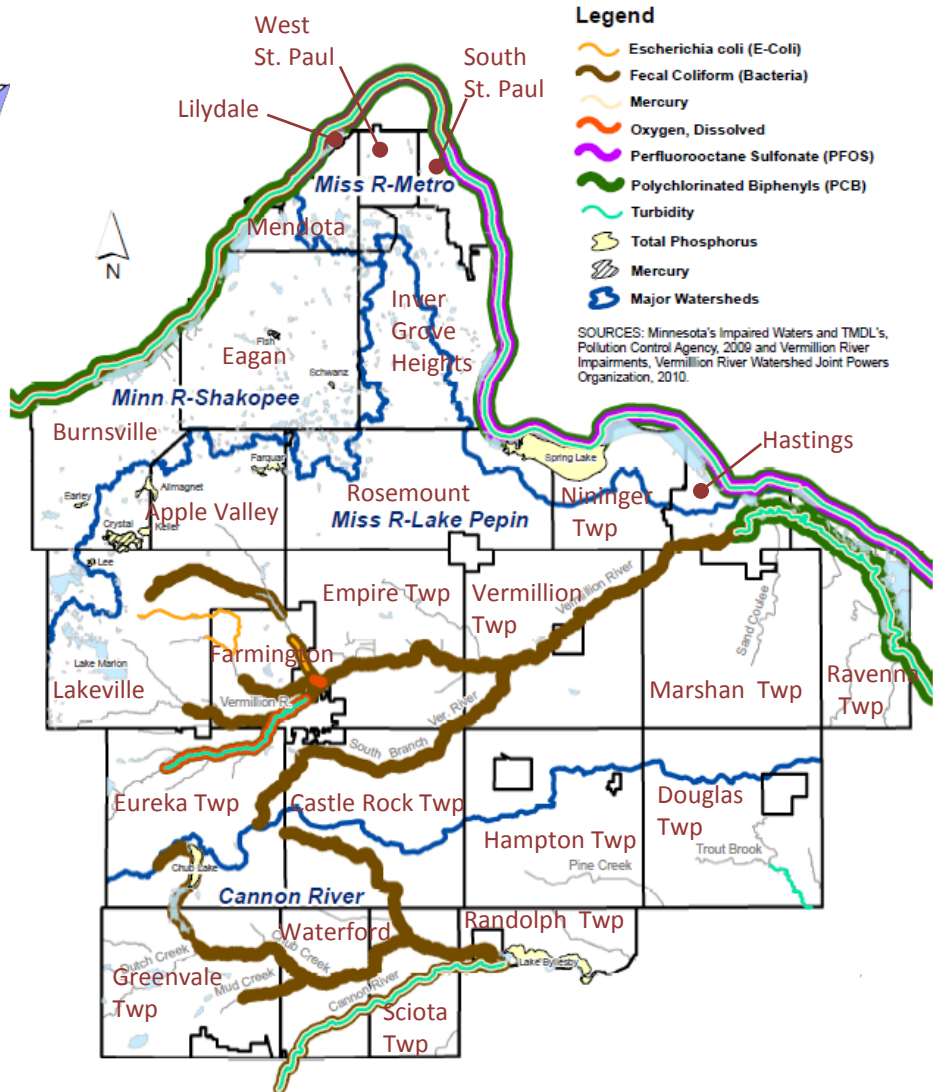 Legend
Escherichia coli (E-Coli)
Fecal Coliform (Bacteria)
Mercury
Oxygen, Dissolved
Perfluorooctane Sulfonate (PFOS)
Polychlorinated Biphenyls (PCB)
Turbidity
Total Phosphorus
Mercury
Major Watersheds
SOURCES: Minnesota's Impaired Waters and TMDL's,
Pollution Control Agency, 2009 and Vermillion River
Impairments, Vermilllion River Watershed Joint Powers
Organization, 2010.
West
St. Paul
South
St. Paul
Lilydale
Miss R-Metro
Mendota
N
Inver
Grove
Heights
Fish
Eagan
Schwanz
Minn R-Shakopee
Burnsville
Hastings
Farquar
Spring Lake
Alimagnet
Rosemount
Nininger
Twp
Earley
Apple Valley
Keller
Crystal
Miss R-Lake Pepin
Lee
Empire Twp
Vermillion
Twp
Vermillion River
Sand Coulee
Farmington
Lake Marion
Lakeville
Vermillion R.
Marshan Twp
Ravenna
Twp
South Branch
Ver. River
Eureka Twp
Castle Rock Twp
Douglas
Twp
Hampton Twp
Trout Brook
Pine Creek
Chub Lake
Cannon River
Waterford
Randolph Twp
Dutch Creek
Chub Creek
Lake Byllesby
Greenvale
Twp
Mud Creek
Cannon River
Sciota
Twp